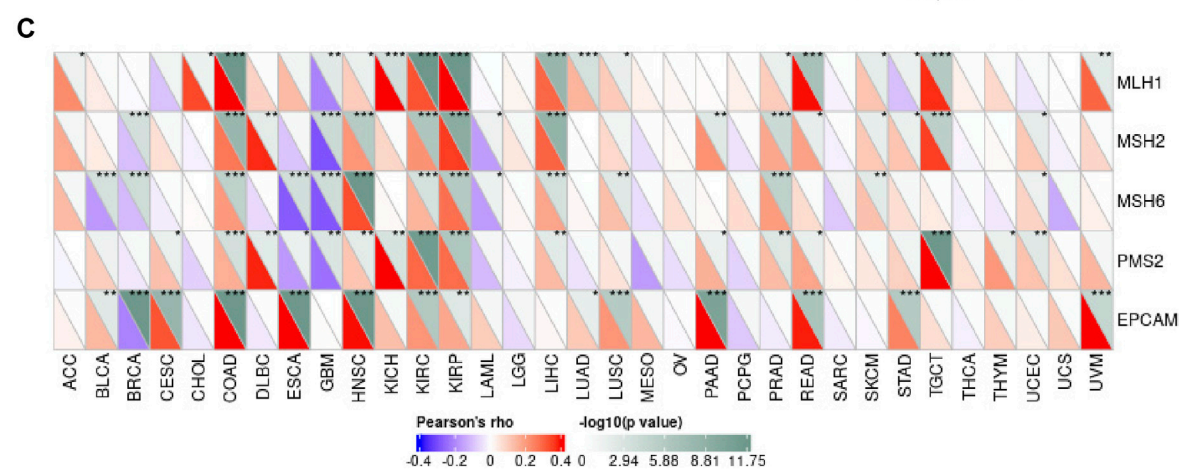 C
* * *** ** * *** *** *** *** *** * *** * * *** ** MLH1
*** *** ** *** *** *** *** * *** ** *** * * * *** * MSH2
*** *** *** *** *** *** *** *** * *** ** *** ** * MSH6
* *** ** * ** ** ** *** *** ** * ** * *** * ** PMS2
** *** *** *** *** *** *** ** * *** *** *** *** *** EPCAM
ACC BLCA BRCA CESC CHOL COAD DLBC ESCA GBM HNSC KICH KIRC KIRP LAML LGG LIHC LUAD LUSC MESO OV PAAD PCPG PRAD READ SARC SKCM STAD TGCT THCA THYM UCEC UCS UVM
Pearson's rho -log10(p value)
-0.4 -0.2 0 0.2 0.4 0 2.94 5.88 8.81 11.75